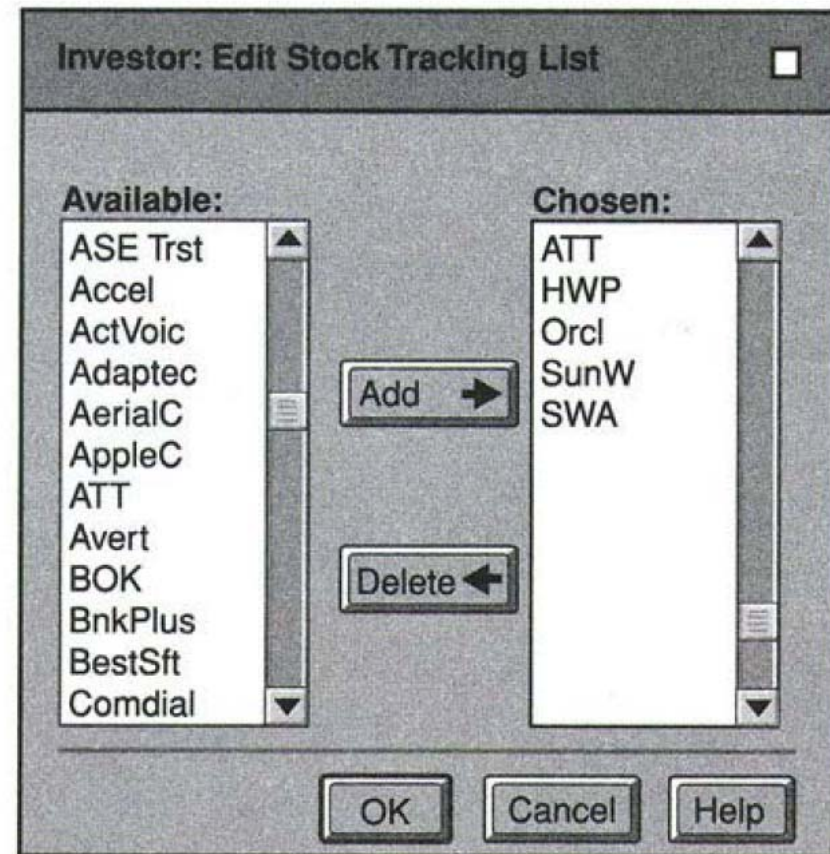 Investor: Edit Stock Tracking List
Available:
ASE Trst
Accel
ActVoic
Adaptec
AerialC
AppleC
ATT
Avert
BOK
BnkPlus
BestSft
Comdial
Add
Delete
Chosen:
ATT
HWP
Orcl
SunW
SWA
OK
Cancel
Help